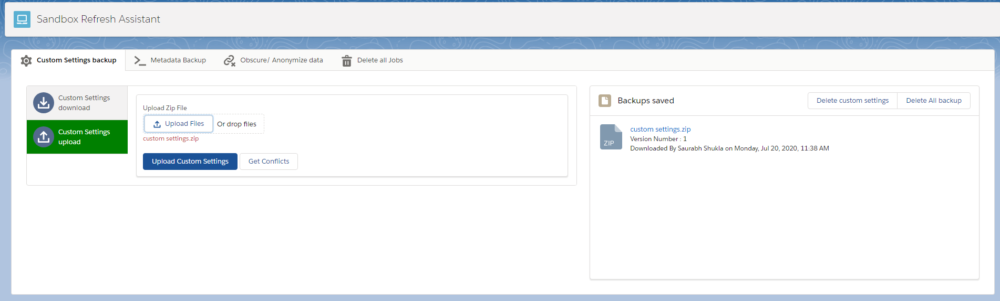 Sandbox Refresh Assistant
Custom Settings backup
Metadata Backup
Obscure/ Anonymize data
Delete all Jobs
Custom Settings
download
Custom Settings
upload
Upload Zip File
Upload Files
Or drop files
custom settings.zip
Upload Custom Settings
Get Conflicts
Backups saved
Delete custom settings
Delete All backup
ZIP
custom settings.zip
Version Number : 1
Downloaded By Saurabh Shukla on Monday, Jul 20, 2020, 11:38 AM